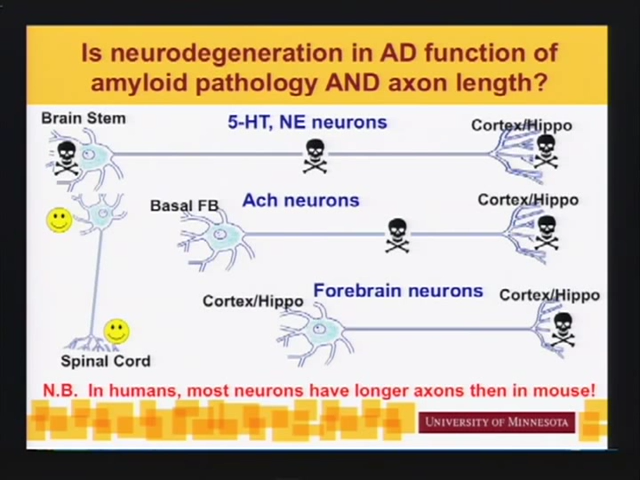 Is neurodegeneration in AD function of
amyloid pathology AND axon length?
Brain Stem
5-HT, NE neurons
Cortex/Hippo
Basal FB
Ach neurons
Cortex/Hippo
Cortex/Hippo
Forebrain neurons
Cortex/Hippo
Spinal Cord
N.B. In humans, most neurons have longer axons then in mouse!
UNIVERSITY OF MINNESOTA